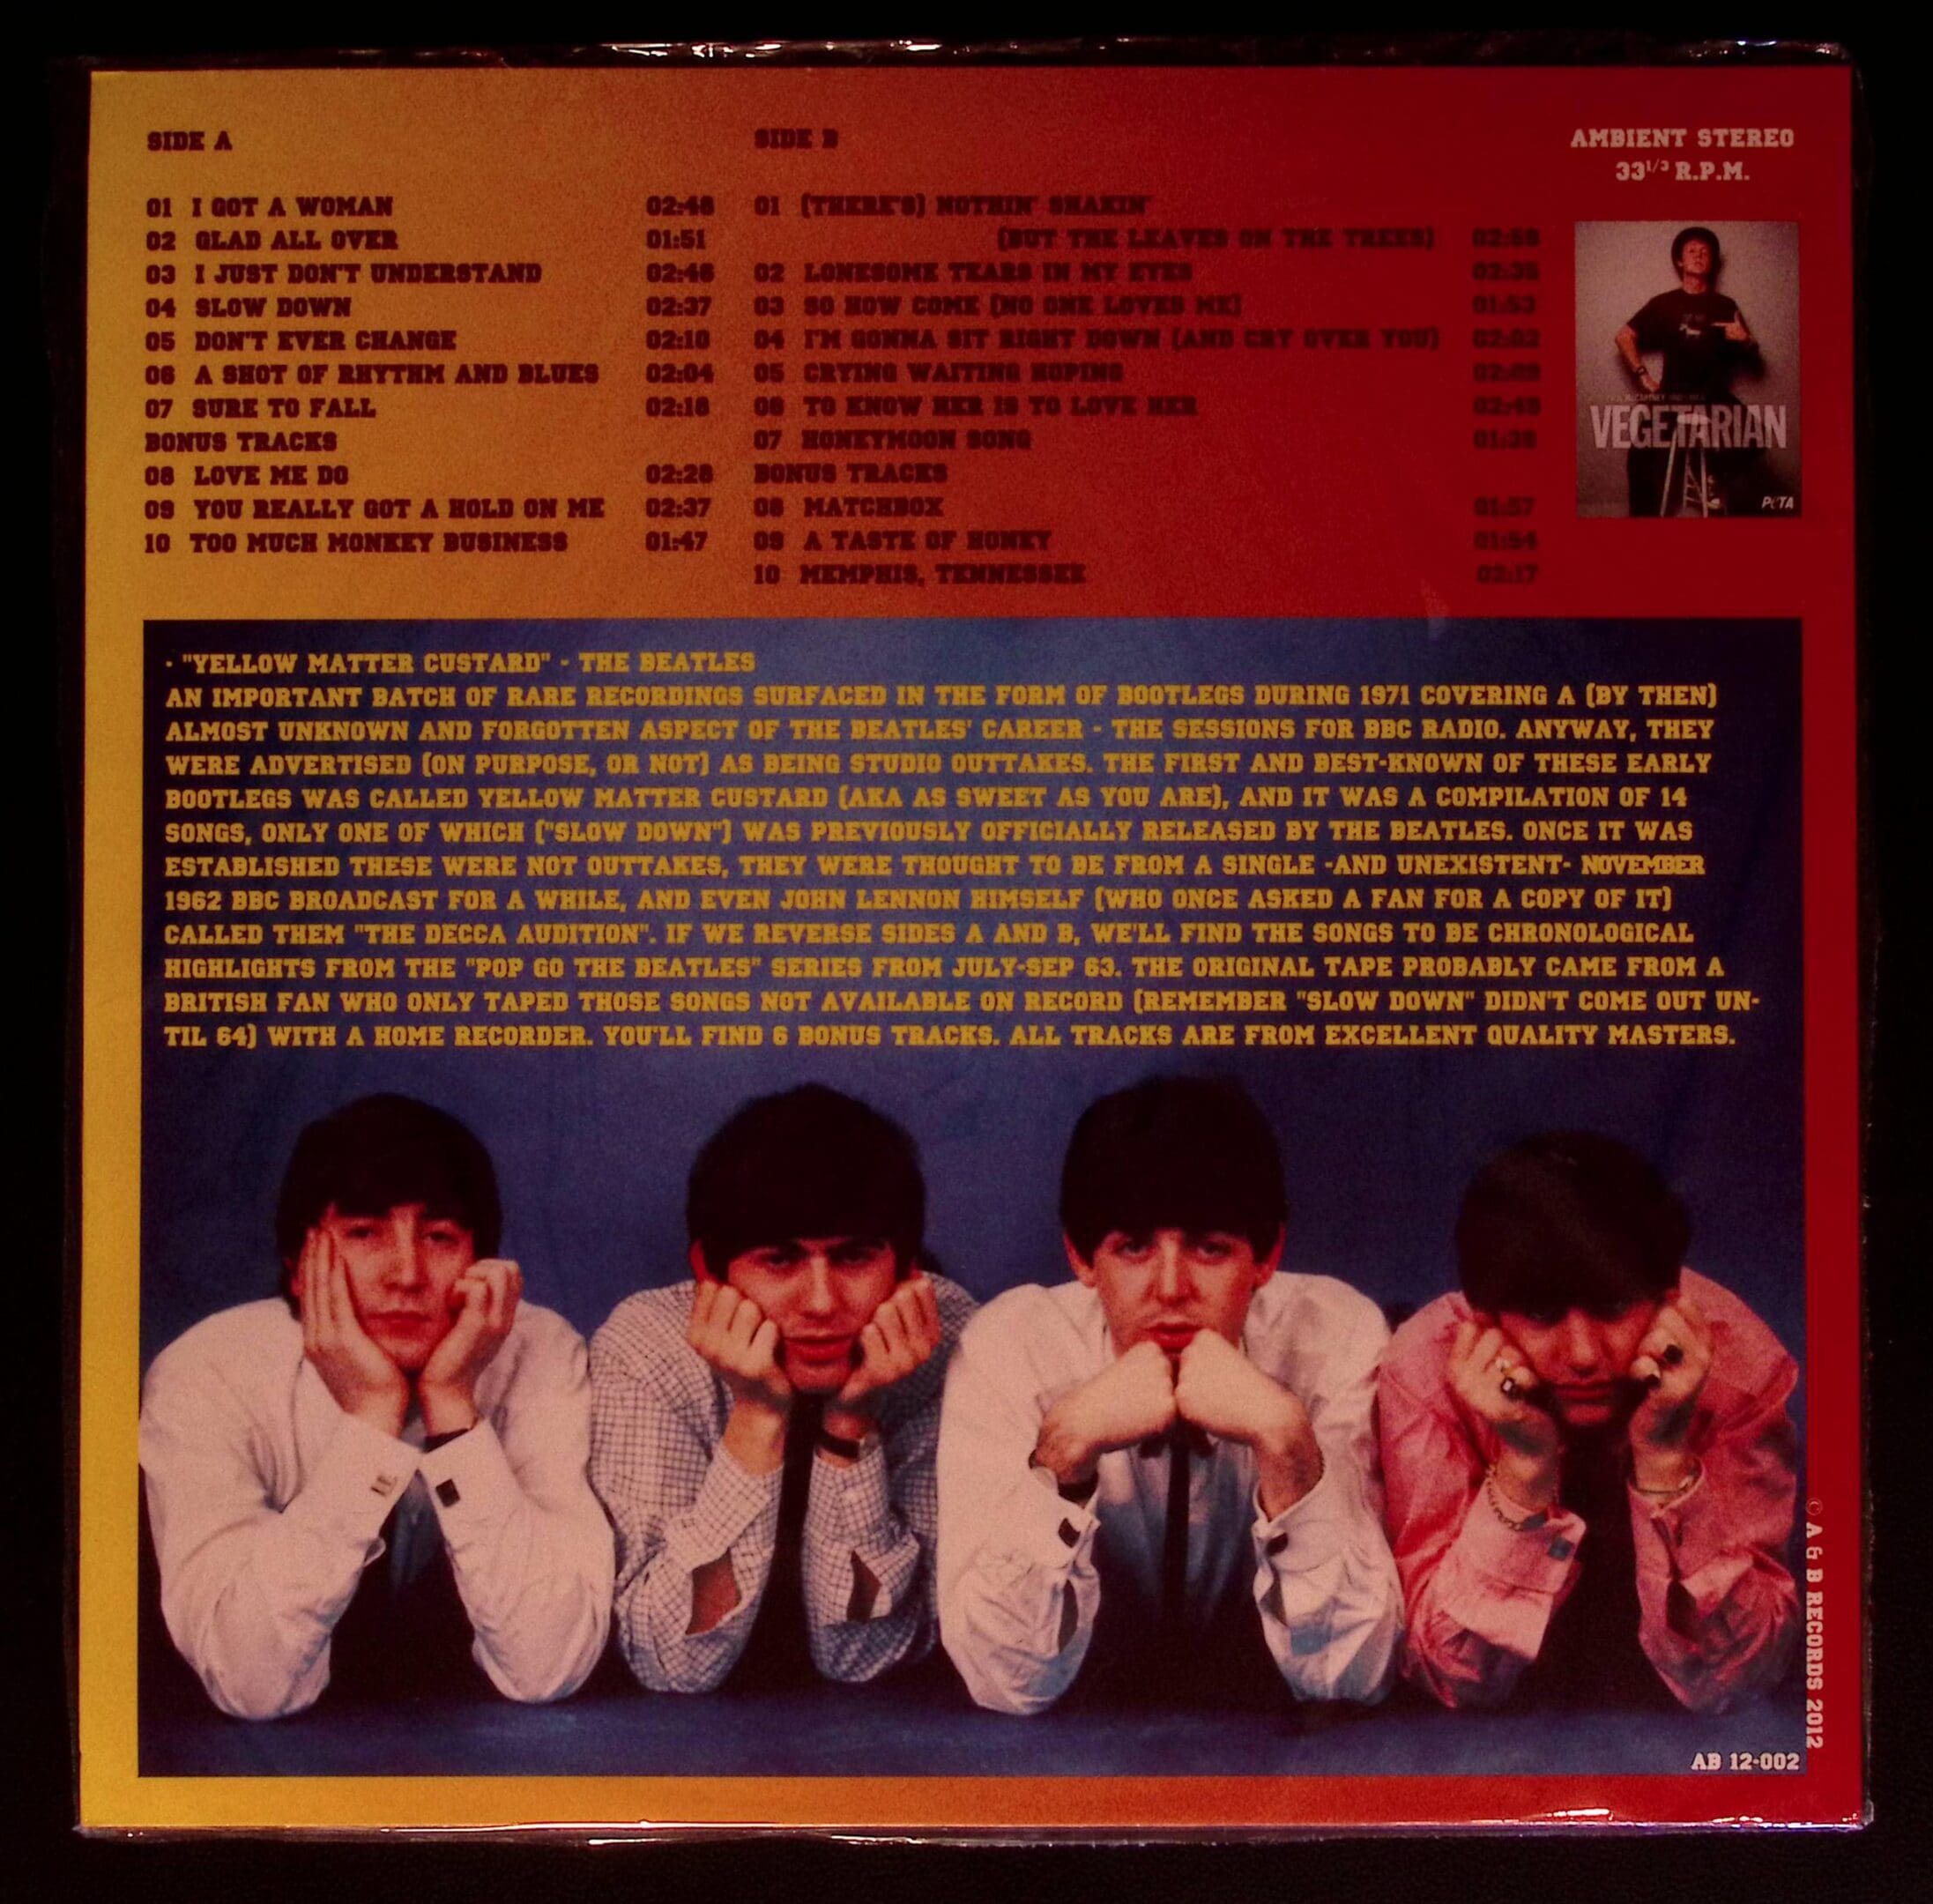 SIDE A
01 I GOT A WOMAN 02:48
02 GLAD ALL OVER 01:51
03 I JUST DON'T UNDERSTAND 02:46
04 SLOW DOWN 02:37
05 DON'T EVER CHANGE 02:10
06 A SHOT OF RHYTHM AND BLUES 02:04
07 SURE TO FALL 02:18
BONUS TRACKS
08 LOVE ME DO 02:28
09 YOU REALLY GOT A HOLD ON ME 02:37
10 TOO MUCH MONKEY BUSINESS 01:47
SIDE B
01 (THERE'S) NOTHIN' SHAKIN'
(BUT THE LEAVES ON THE TREES)
02 LONESOME TEARS IN MY EYES 02:35
03 SO HOW COME (NO ONE LOVES ME) 01:53
04 I'M GONNA SIT RIGHT DOWN (AND CRY OVER YOU) 02:02
05 CRYING WAITING HOPING
06 TO KNOW HER IS TO LOVE HER
07 HONEYMOON SONG
BONUS TRACKS
08 MATCHBOX 01:57
09 A TASTE OF HONEY 01:54
10 MEMPHIS, TENNESSEE 02:17
AMBIENT STEREO
33 1/3 R.P.M.
VEGETARIAN
PETA
· "YELLOW MATTER CUSTARD" - THE BEATLES
AN IMPORTANT BATCH OF RARE RECORDINGS SURFACED IN THE FORM OF BOOTLEGS DURING 1971 COVERING A (BY THEN)
ALMOST UNKNOWN AND FORGOTTEN ASPECT OF THE BEATLES' CAREER - THE SESSIONS FOR BBC RADIO. ANYWAY, THEY
WERE ADVERTISED (ON PURPOSE, OR NOT) AS BEING STUDIO OUTTAKES. THE FIRST AND BEST-KNOWN OF THESE EARLY
BOOTLEGS WAS CALLED YELLOW MATTER CUSTARD (AKA AS SWEET AS YOU ARE), AND IT WAS A COMPILATION OF 14
SONGS, ONLY ONE OF WHICH ("SLOW DOWN") WAS PREVIOUSLY OFFICIALLY RELEASED BY THE BEATLES. ONCE IT WAS
ESTABLISHED THESE WERE NOT OUTTAKES, THEY WERE THOUGHT TO BE FROM A SINGLE -AND UNEXISTENT- NOVEMBER
1962 BBC BROADCAST FOR A WHILE, AND EVEN JOHN LENNON HIMSELF (WHO ONCE ASKED A FAN FOR A COPY OF IT)
CALLED THEM "THE DECCA AUDITION". IF WE REVERSE SIDES A AND B, WE'LL FIND THE SONGS TO BE CHRONOLOGICAL
HIGHLIGHTS FROM THE "POP GO THE BEATLES" SERIES FROM JULY-SEP 63. THE ORIGINAL TAPE PROBABLY CAME FROM A
BRITISH FAN WHO ONLY TAPED THOSE SONGS NOT AVAILABLE ON RECORD (REMEMBER "SLOW DOWN" DIDN'T COME OUT UN-
TIL 64) WITH A HOME RECORDER. YOU'LL FIND 6 BONUS TRACKS. ALL TRACKS ARE FROM EXCELLENT QUALITY MASTERS.
© A & B RECORDS 2012
AB 12-002